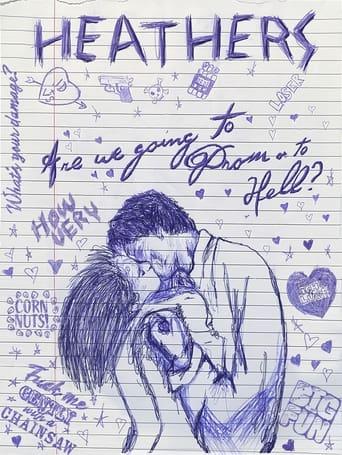 HEATHERS
What's your damage?
Are we going to
Prom or to
Hell?
HOW
VERY
CORN
NUTS!
Fuck me
GENTLY
with a
CHAINSAW
BIG
FUN